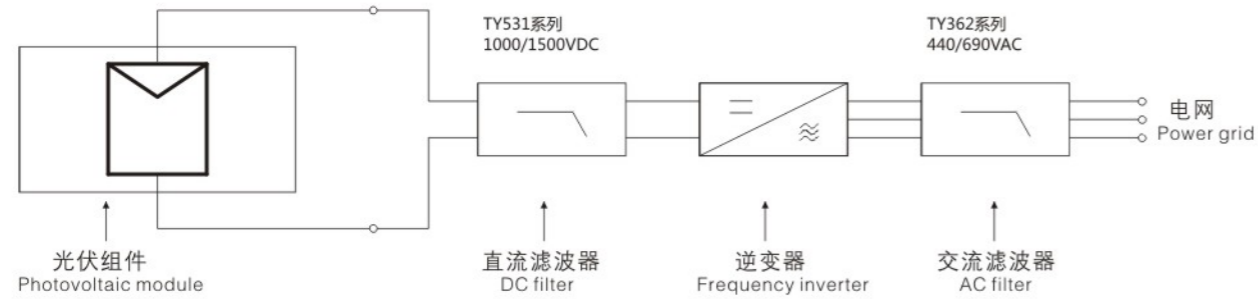 TY531系列
1000/1500VDC
TY362系列
440/690VAC
电网
Power grid
光伏组件
Photovoltaic module
直流滤波器
DC filter
逆变器
Frequency inverter
交流滤波器
AC filter